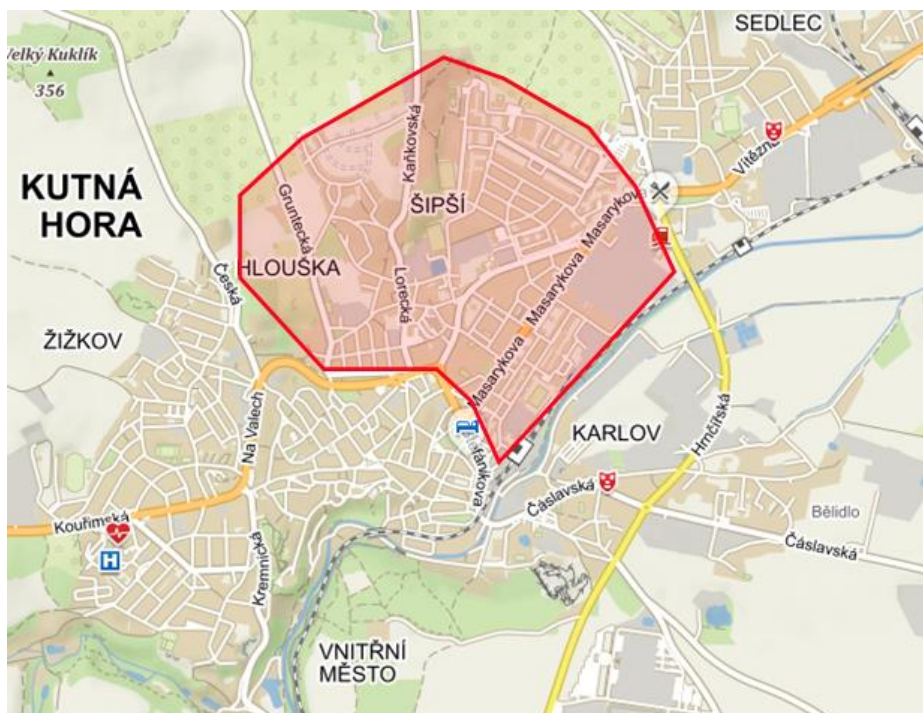 SEDLEC
Velký Kuklík
356
KUTNÁ
HORA
Kaňkovská
Vítězná
Gruntecká
ŠIPŠÍ
Masarykova
Masarykova
HLOUŠKA
Česká
Lorecká
Masarykova
ŽIŽKOV
Masarykova
Na Valech
KARLOV
Hrnčířská
Čáslavská
Bělidlo
Kouřimská
Čáslavská
H
Kremnická
VNITŘNÍ
MĚSTO